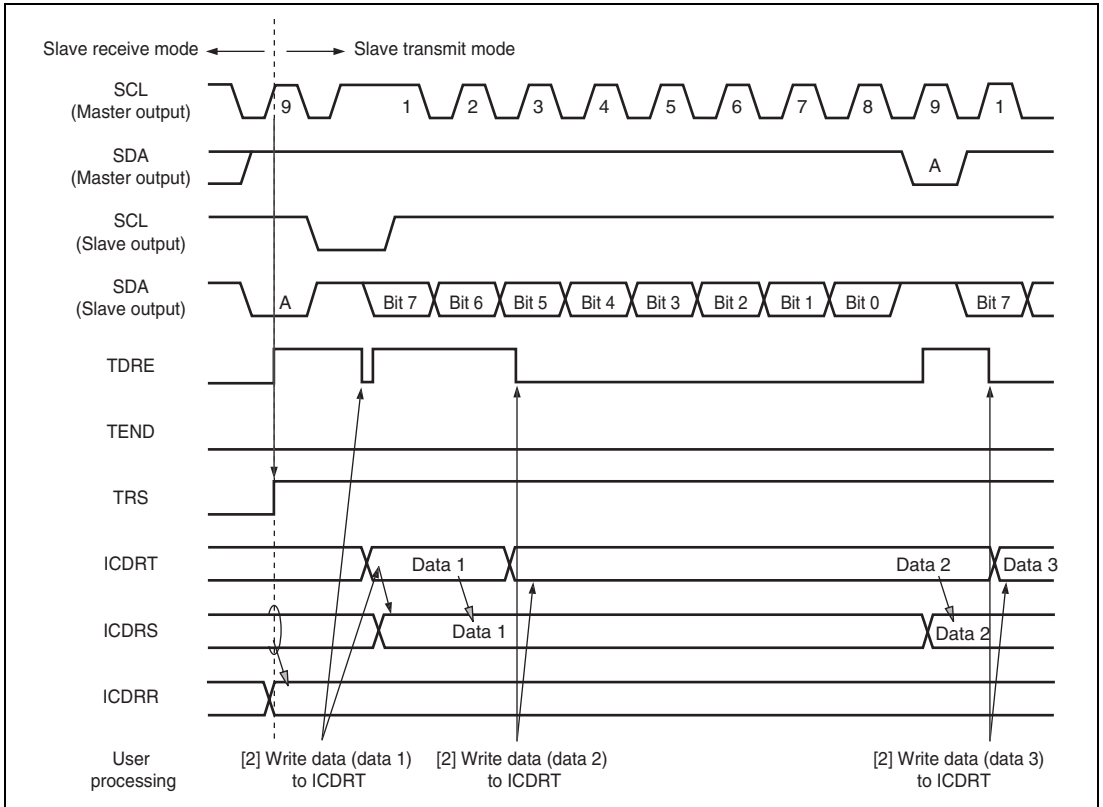 Slave receive mode
Slave transmit mode
SCL
(Master output)
9
1
2
3
4
5
6
7
8
9
1
SDA
(Master output)
A
SCL
(Slave output)
SDA
(Slave output)
A
Bit 7
Bit 6
Bit 5
Bit 4
Bit 3
Bit 2
Bit 1
Bit 0
Bit 7
TDRE
TEND
TRS
ICDRT
Data 1
Data 2
Data 3
ICDRS
Data 1
Data 2
ICDRR
User
processing
[2] Write data (data 1)
to ICDRT
[2] Write data (data 2)
to ICDRT
[2] Write data (data 3)
to ICDRT